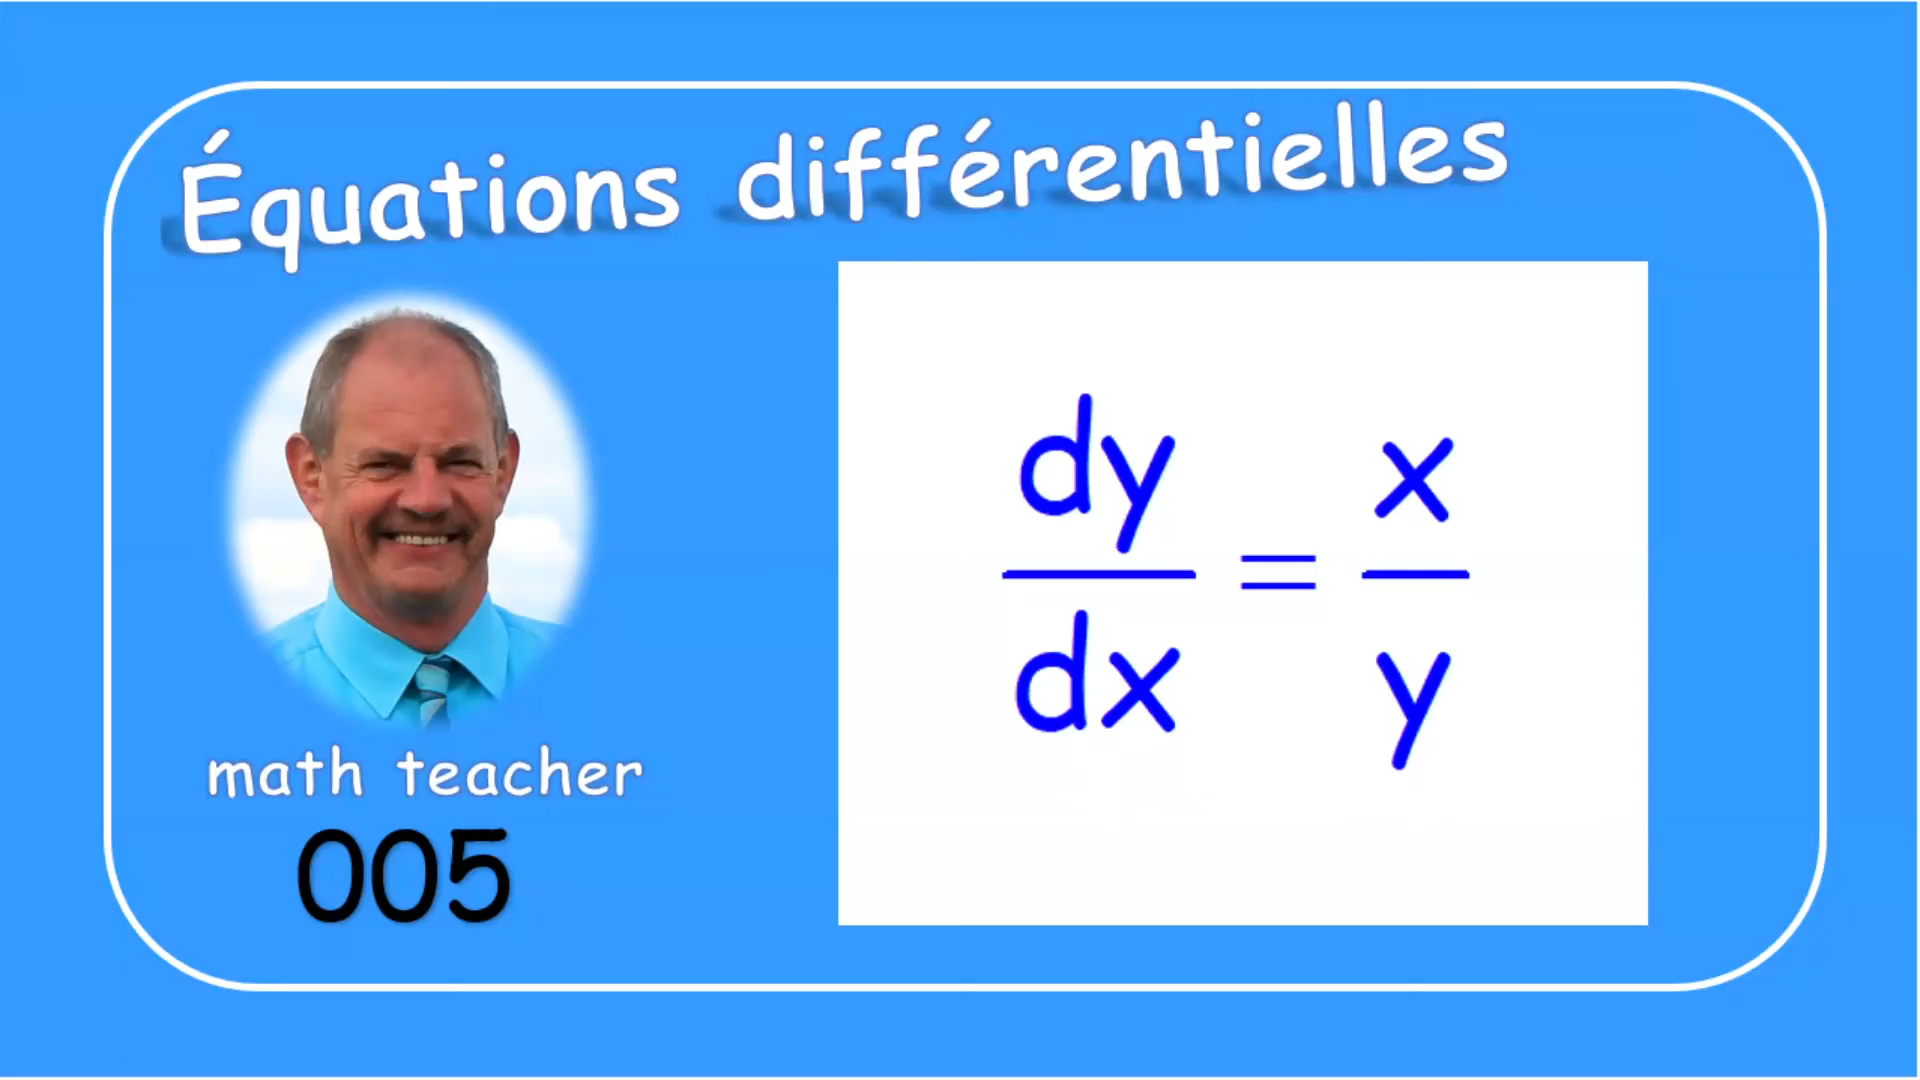 Équations différentielles
dy/dx = x/y
math teacher
005